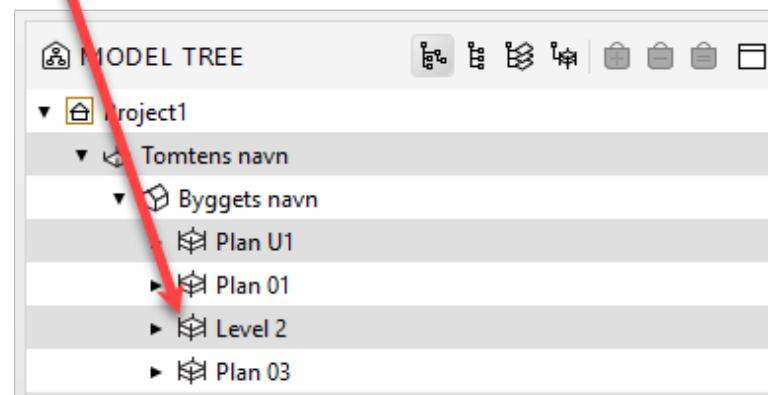 MODEL TREE
Project1
Tomtens navn
Byggets navn
Plan U1
Plan 01
Level 2
Plan 03